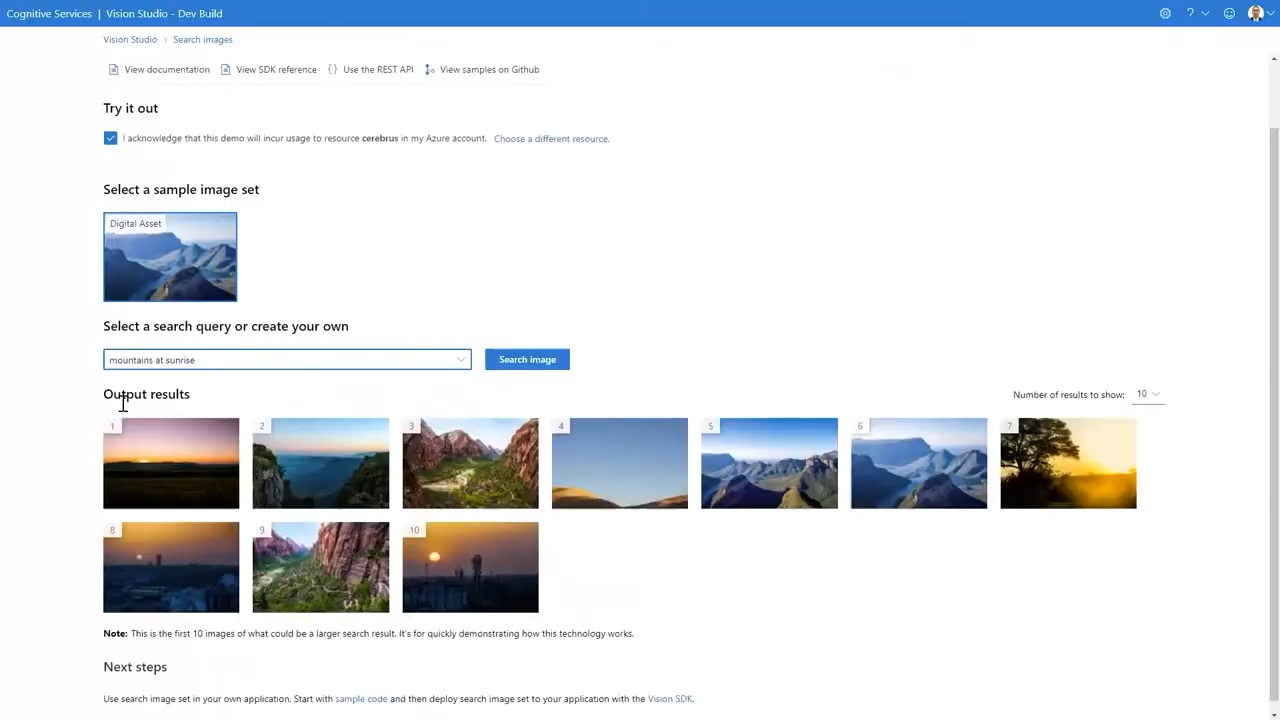 Cognitive Services | Vision Studio - Dev Build
Vision Studio > Search images
View documentation View SDK reference Use the REST API View samples on Github
Try it out
I acknowledge that this demo will incur usage to resource cerebrus in my Azure account. Choose a different resource.
Select a sample image set
Digital Asset
Select a search query or create your own
mountains at sunrise
Search image
Output results
Number of results to show: 10
1 2 3 4 5 6 7
8 9 10
Note: This is the first 10 images of what could be a larger search result. It's for quickly demonstrating how this technology works.
Next steps
Use search image set in your own application. Start with sample code and then deploy search image set to your application with the Vision SDK.